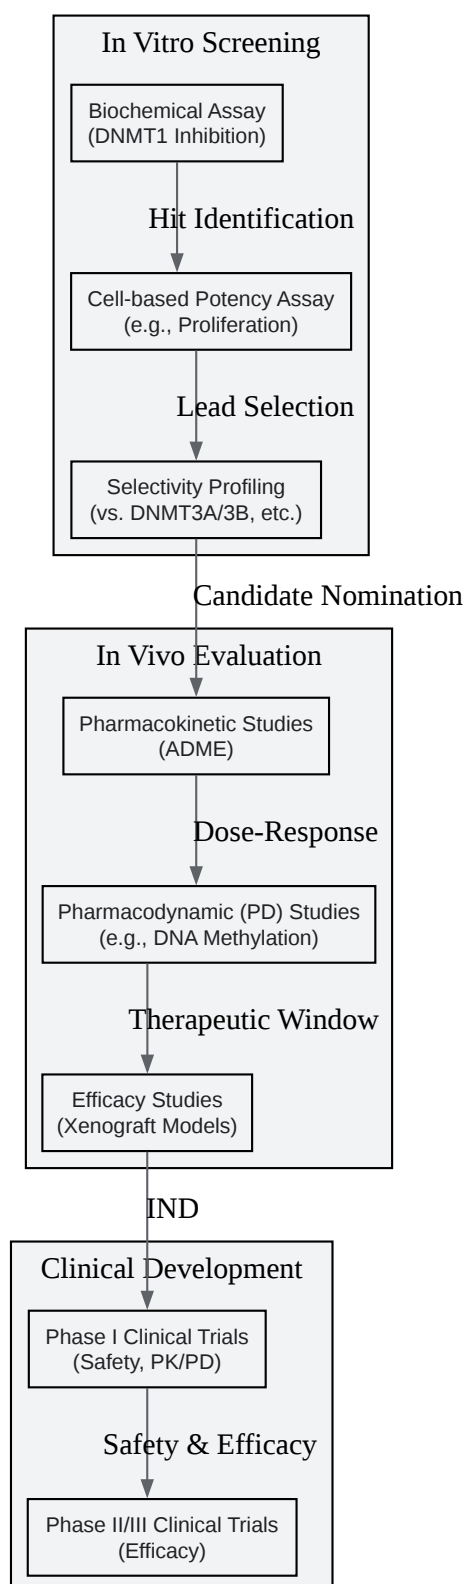 In Vitro Screening
Biochemical Assay
(DNMT1 Inhibition)
Hit Identification
Cell-based Potency Assay
(e.g., Proliferation)
Lead Selection
Selectivity Profiling
(vs. DNMT3A/3B, etc.)
Candidate Nomination
In Vivo Evaluation
Pharmacokinetic Studies
(ADME)
Dose-Response
Pharmacodynamic (PD) Studies
(e.g., DNA Methylation)
Therapeutic Window
Efficacy Studies
(Xenograft Models)
IND
Clinical Development
Phase I Clinical Trials
(Safety, PK/PD)
Safety & Efficacy
Phase II/III Clinical Trials
(Efficacy)